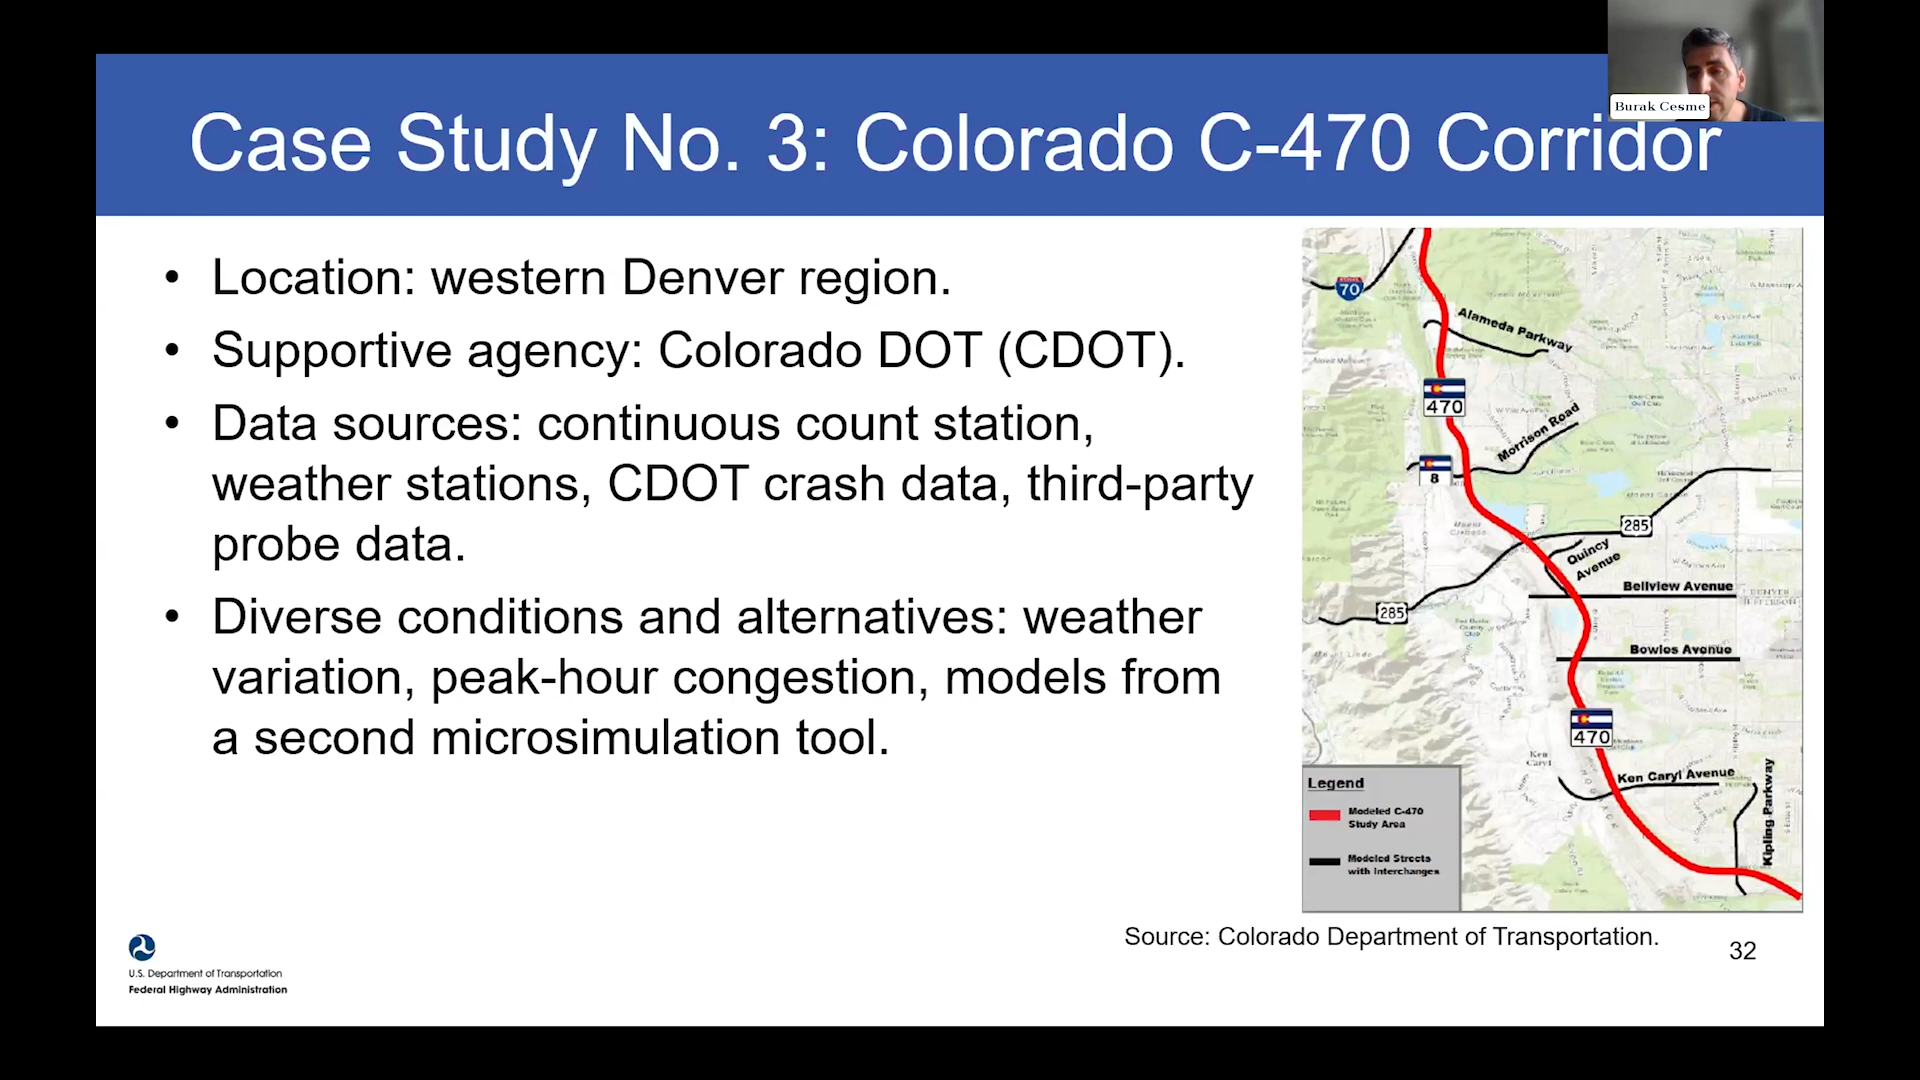 Burak Cesme
Case Study No. 3: Colorado C-470 Corridor
• Location: western Denver region.
• Supportive agency: Colorado DOT (CDOT).
• Data sources: continuous count station,
weather stations, CDOT crash data, third-party
probe data.
• Diverse conditions and alternatives: weather
variation, peak-hour congestion, models from
a second microsimulation tool.
70
Alameda Parkway
470
Morrison Road
8
285
Quincy
Avenue
Bellview Avenue
285
Bowles Avenue
470
Ken Caryl
Ken Caryl Avenue
Kipling Parkway
Legend
Modeled C-470
Study Area
Modeled Streets
with Interchanges
Source: Colorado Department of Transportation.
32
U.S. Department of Transportation
Federal Highway Administration